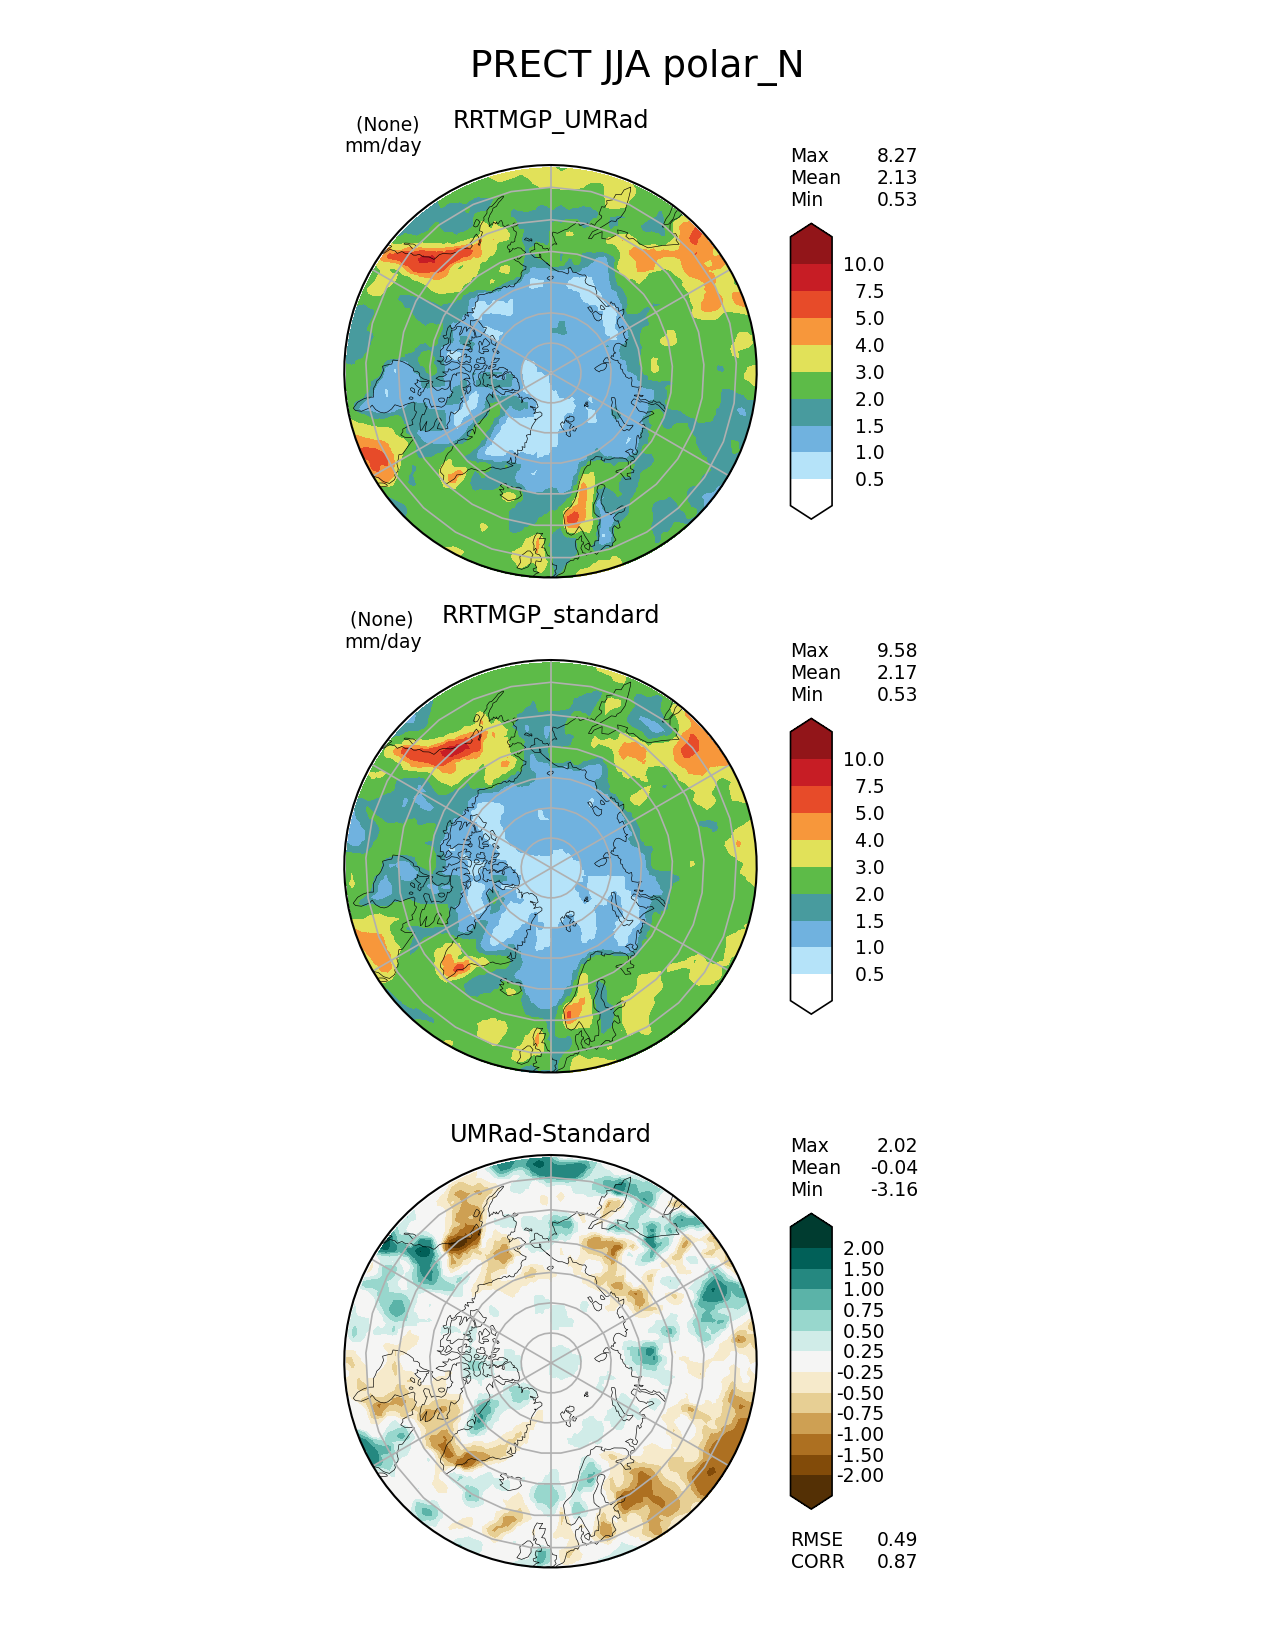 PRECT JJA polar_N
(None)
mm/day
RRTMGP_UMRad
Max 8.27
Mean 2.13
Min 0.53
10.0
7.5
5.0
4.0
3.0
2.0
1.5
1.0
0.5
(None)
mm/day
RRTMGP_standard
Max 9.58
Mean 2.17
Min 0.53
10.0
7.5
5.0
4.0
3.0
2.0
1.5
1.0
0.5
UMRad-Standard
Max 2.02
Mean -0.04
Min -3.16
2.00
1.50
1.00
0.75
0.50
0.25
-0.25
-0.50
-0.75
-1.00
-1.50
-2.00
RMSE 0.49
CORR 0.87